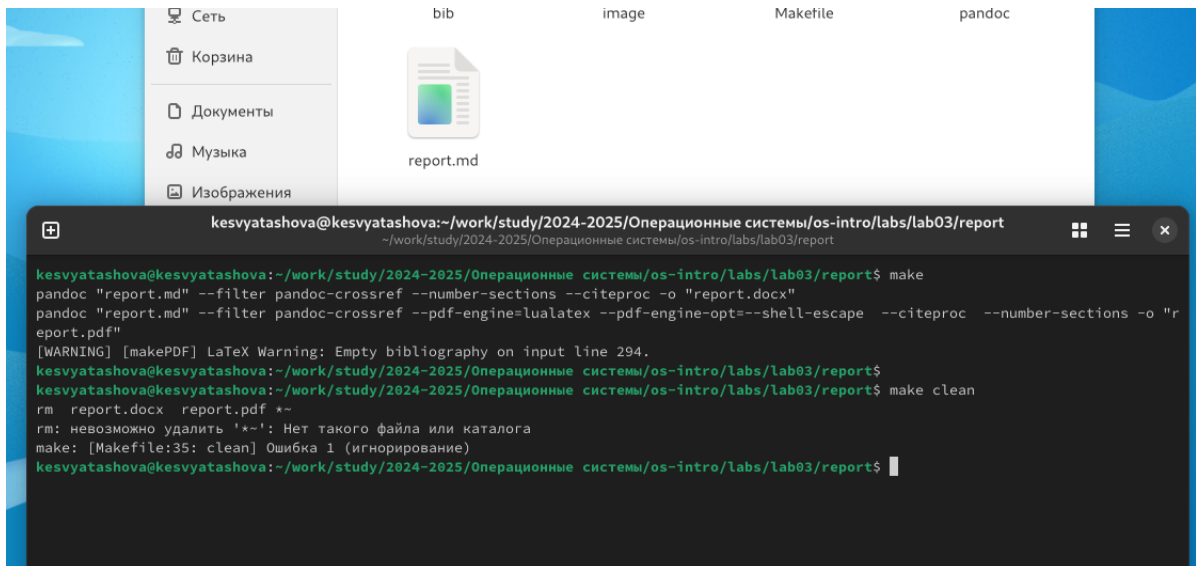 Сеть
bib
image
Makefile
pandoc
Корзина
Документы
Музыка
Изображения
report.md
kesvyatashova@kesvyatashova:~/work/study/2024-2025/Операционные системы/os-intro/labs/lab03/report
~/work/study/2024-2025/Операционные системы/os-intro/labs/lab03/report
kesvyatashova@kesvyatashova:~/work/study/2024-2025/Операционные системы/os-intro/labs/lab03/report$ make
pandoc "report.md" --filter pandoc-crossref --number-sections --citeproc -o "report.docx"
pandoc "report.md" --filter pandoc-crossref --pdf-engine=lualatex --pdf-engine-opt=--shell-escape  --citeproc  --number-sections -o "r
eport.pdf"
[WARNING] [makePDF] LaTeX Warning: Empty bibliography on input line 294.
kesvyatashova@kesvyatashova:~/work/study/2024-2025/Операционные системы/os-intro/labs/lab03/report$
kesvyatashova@kesvyatashova:~/work/study/2024-2025/Операционные системы/os-intro/labs/lab03/report$ make clean
rm  report.docx  report.pdf *~
rm: невозможно удалить '*~': Нет такого файла или каталога
make: [Makefile:35: clean] Ошибка 1 (игнорирование)
kesvyatashova@kesvyatashova:~/work/study/2024-2025/Операционные системы/os-intro/labs/lab03/report$